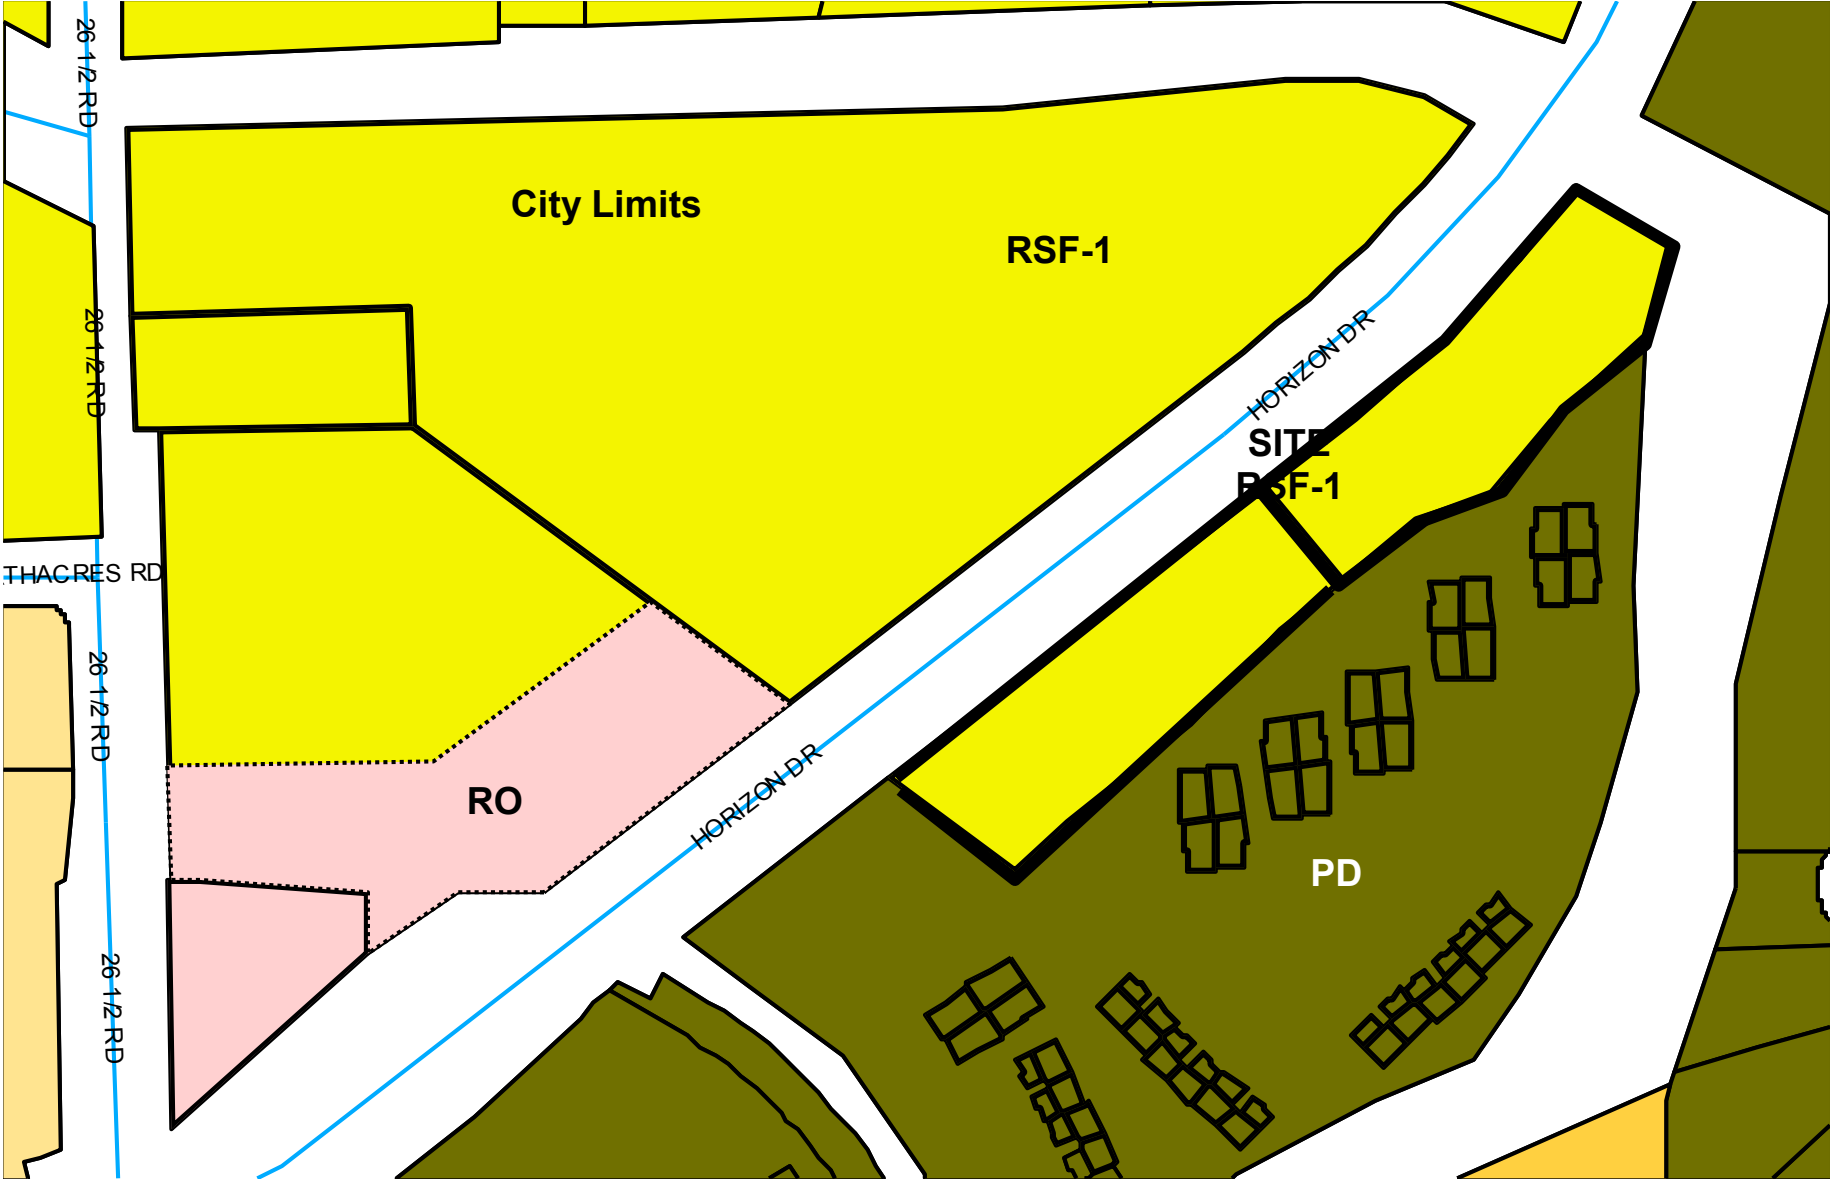 26 1/2 RD
City Limits
RSF-1
26 1/2 RD
HORIZON DR
SITE
RSF-1
THACRES RD
26 1/2 RD
HORIZON DR
RO
PD
26 1/2 RD